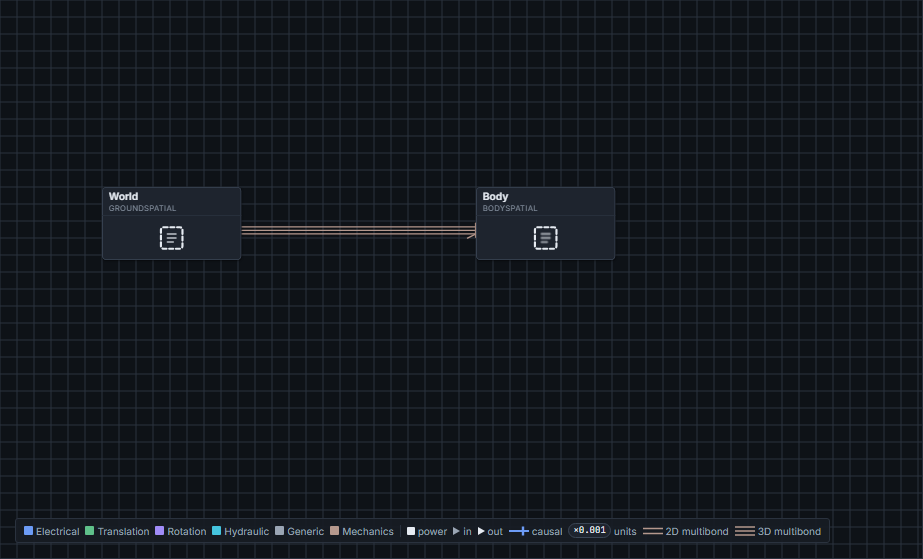 World
GROUNDSPATIAL
Body
BODYSPATIAL
Electrical Translation Rotation Hydraulic Generic Mechanics power in out causal ×0.001 units 2D multibond 3D multibond